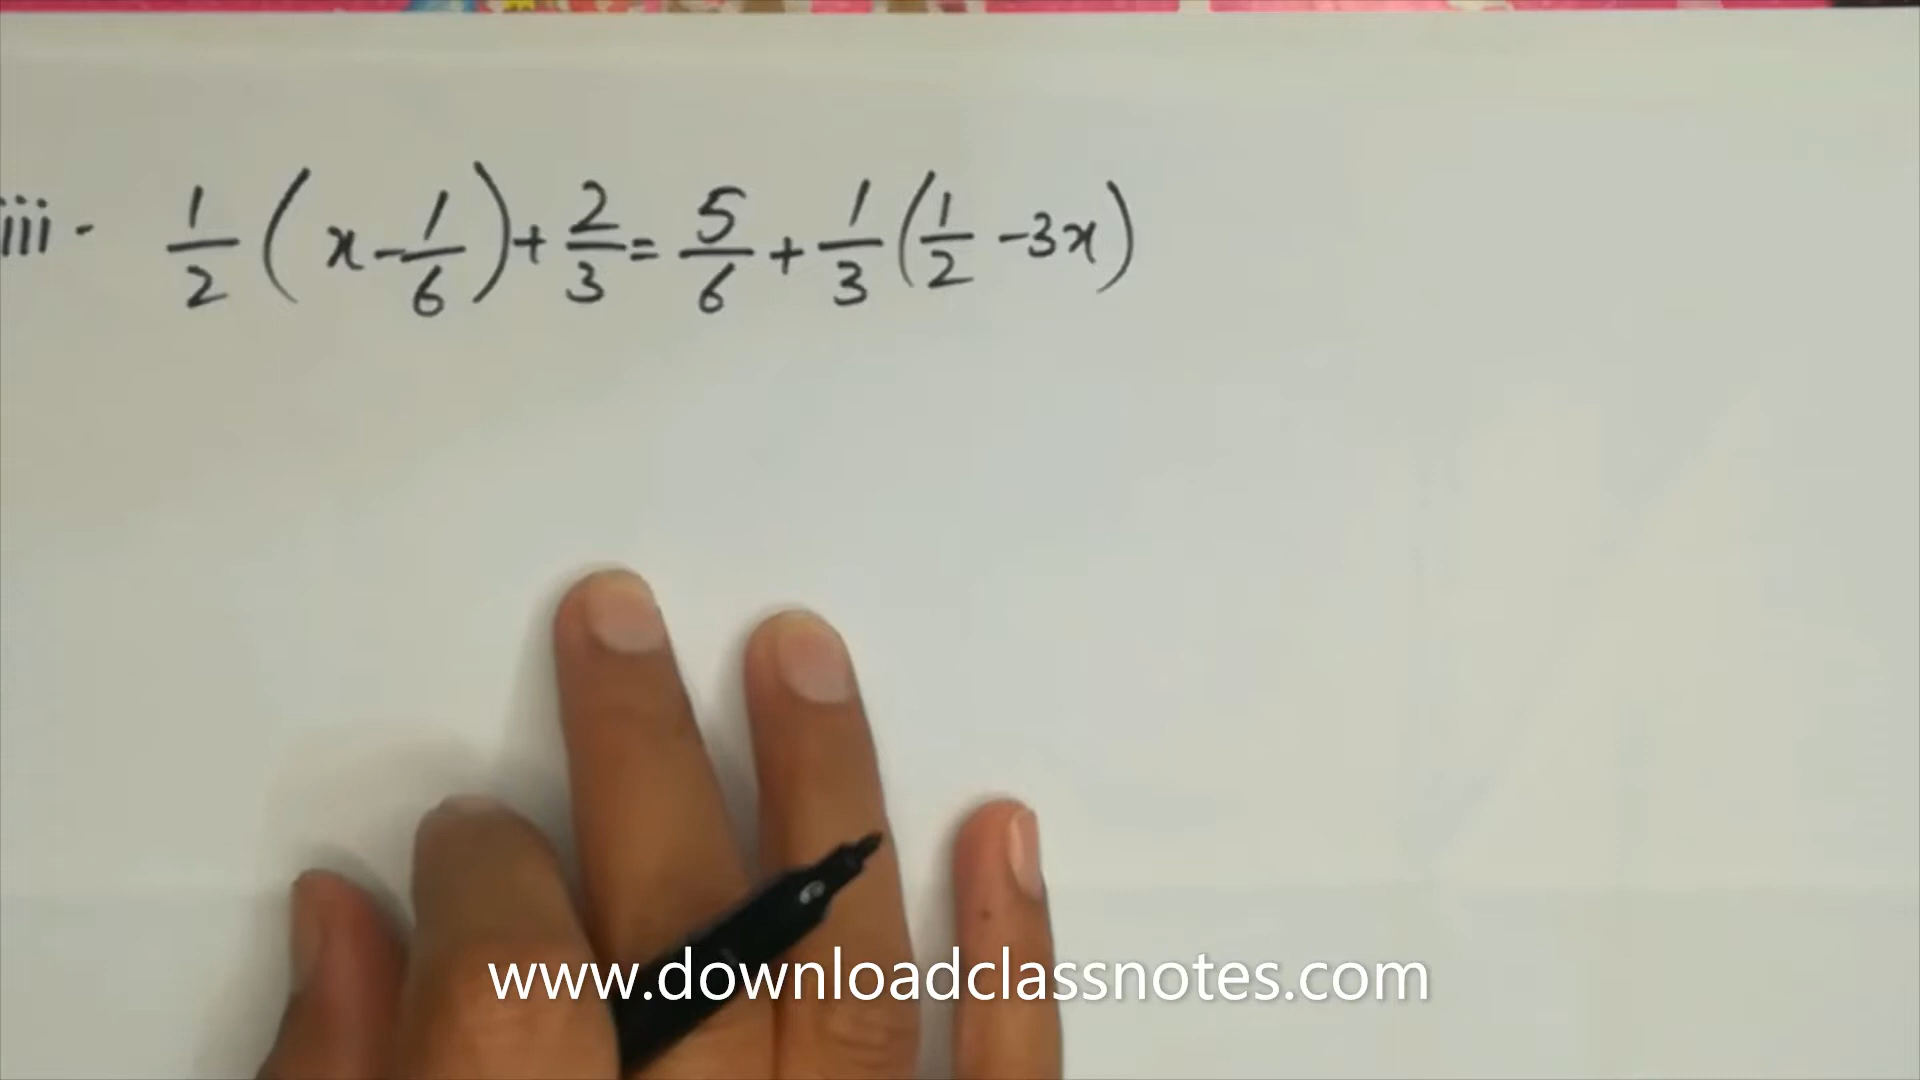 iii - 1/2 ( x - 1/6 ) + 2/3 = 5/6 + 1/3 ( 1/2 - 3x )
www.downloadclassnotes.com